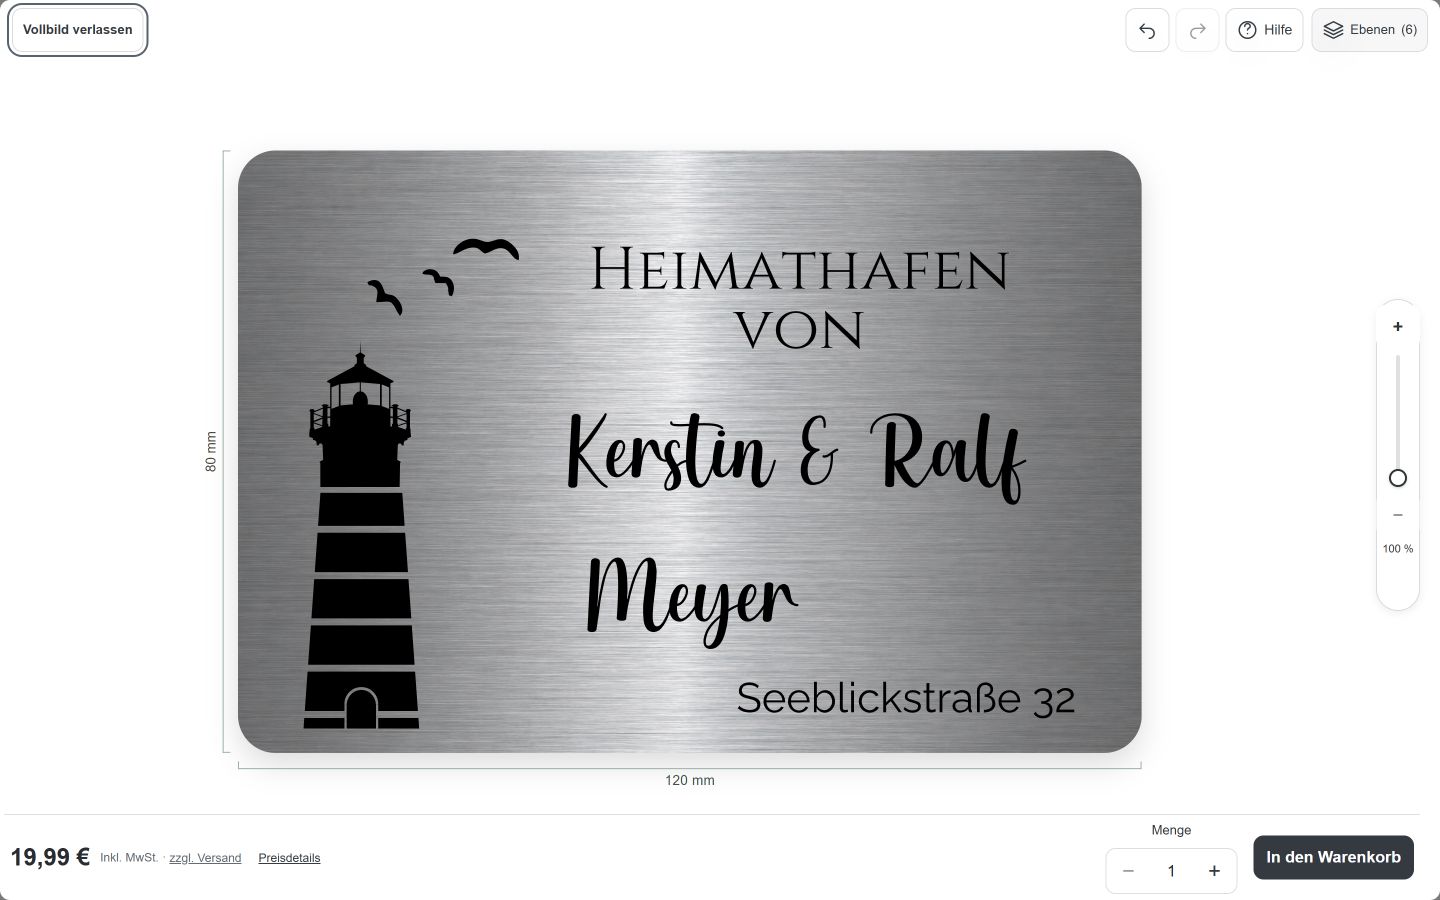 Vollbild verlassen
Hilfe
Ebenen (6)
Heimathafen
von
Kerstin & Ralf
Meyer
Seeblickstraße 32
80 mm
120 mm
+
−
100 %
19,99 €
Inkl. MwSt. · zzgl. Versand
Preisdetails
Menge
− 1 +
In den Warenkorb